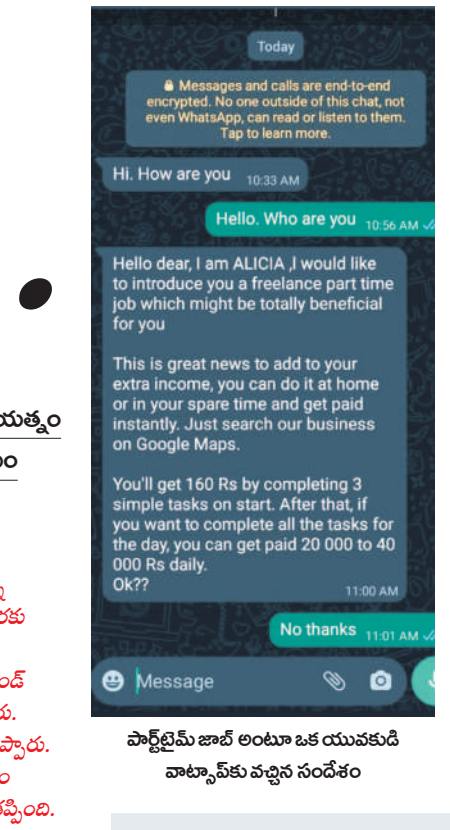 Today
Messages and calls are end-to-end
encrypted. No one outside of this chat, not
even WhatsApp, can read or listen to them.
Tap to learn more.
Hi. How are you 10:33 AM
Hello. Who are you 10:56 AM
Hello dear, I am ALICIA ,I would like
to introduce you a freelance part time
job which might be totally beneficial
for you
This is great news to add to your
extra income, you can do it at home
or in your spare time and get paid
instantly. Just search our business
on Google Maps.
You'll get 160 Rs by completing 3
simple tasks on start. After that, if
you want to complete all the tasks for
the day, you can get paid 20 000 to 40
000 Rs daily.
Ok??
11:00 AM
No thanks 11:01 AM
Message
పార్ట్‌టైమ్ జాబ్ అంటూ ఒక యువకుడి
వాట్సాప్‌కు వచ్చిన సందేశం